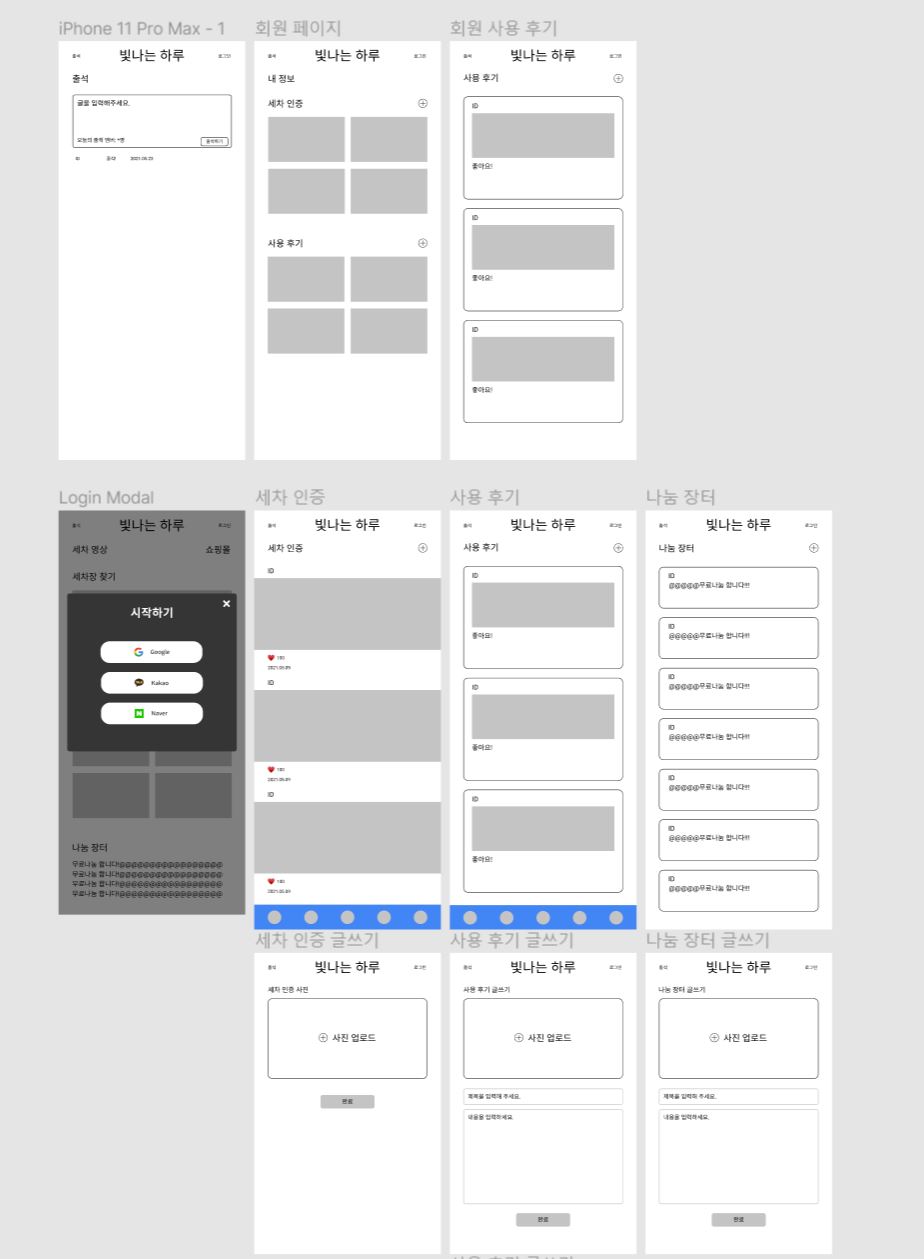 iPhone 11 Pro Max - 1
출석
빛나는 하루
로그인
출석
글을 입력해주세요.
오늘의 출석 멤버: *명
출석하기
ID
2021.05.23
회원 페이지
출석
빛나는 하루
로그인
내 정보
세차 인증
사용 후기
회원 사용 후기
출석
빛나는 하루
로그인
사용 후기
ID
좋아요!
ID
좋아요!
ID
좋아요!
Login Modal
출석
빛나는 하루
로그인
세차 영상
쇼핑몰
세차장 찾기
시작하기
Google
Kakao
Naver
나눔 장터
무료나눔 합니다!@@@@@@@@@@@@@@@@@
무료나눔 합니다!@@@@@@@@@@@@@@@@@
무료나눔 합니다!@@@@@@@@@@@@@@@@@
무료나눔 합니다!@@@@@@@@@@@@@@@@@
세차 인증
출석
빛나는 하루
로그인
세차 인증
ID
100
2021.05.09
ID
100
2021.05.09
ID
100
2021.05.09
사용 후기
출석
빛나는 하루
로그인
사용 후기
ID
좋아요!
ID
좋아요!
ID
좋아요!
나눔 장터
출석
빛나는 하루
로그인
나눔 장터
ID
@@@@@무료나눔 합니다!!!
ID
@@@@@무료나눔 합니다!!!
ID
@@@@@무료나눔 합니다!!!
ID
@@@@@무료나눔 합니다!!!
ID
@@@@@무료나눔 합니다!!!
ID
@@@@@무료나눔 합니다!!!
ID
@@@@@무료나눔 합니다!!!
세차 인증 글쓰기
출석
빛나는 하루
로그인
세차 인증 사진
사진 업로드
완료
사용 후기 글쓰기
출석
빛나는 하루
로그인
사용 후기 글쓰기
사진 업로드
제목을 입력해 주세요.
내용을 입력하세요.
완료
나눔 장터 글쓰기
출석
빛나는 하루
로그인
나눔 장터 글쓰기
사진 업로드
제목을 입력해 주세요.
내용을 입력하세요.
완료